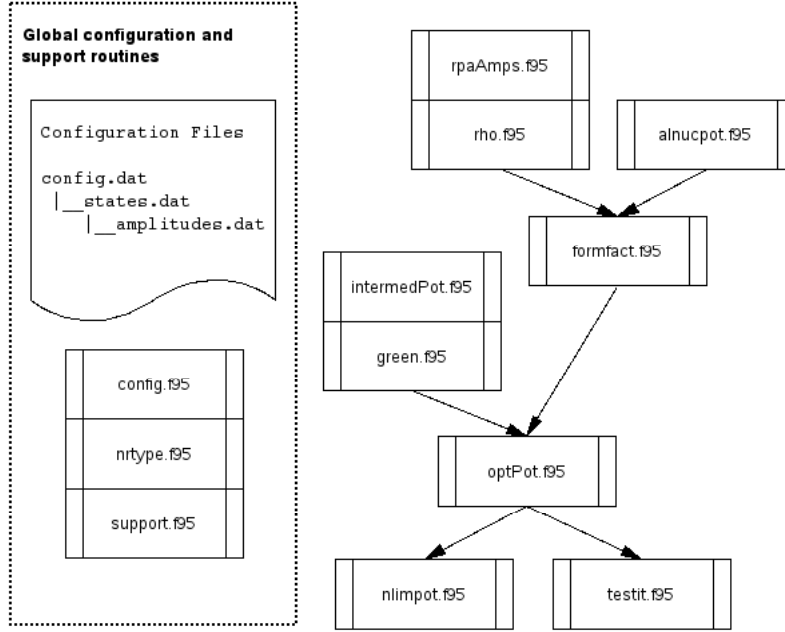 Global configuration and
support routines
Configuration Files
config.dat
|__states.dat
|__amplitudes.dat
config.f95
nrtype.f95
support.f95
rpaAmps.f95
rho.f95
alnucpot.f95
formfact.f95
intermedPot.f95
green.f95
optPot.f95
nlimpot.f95
testit.f95